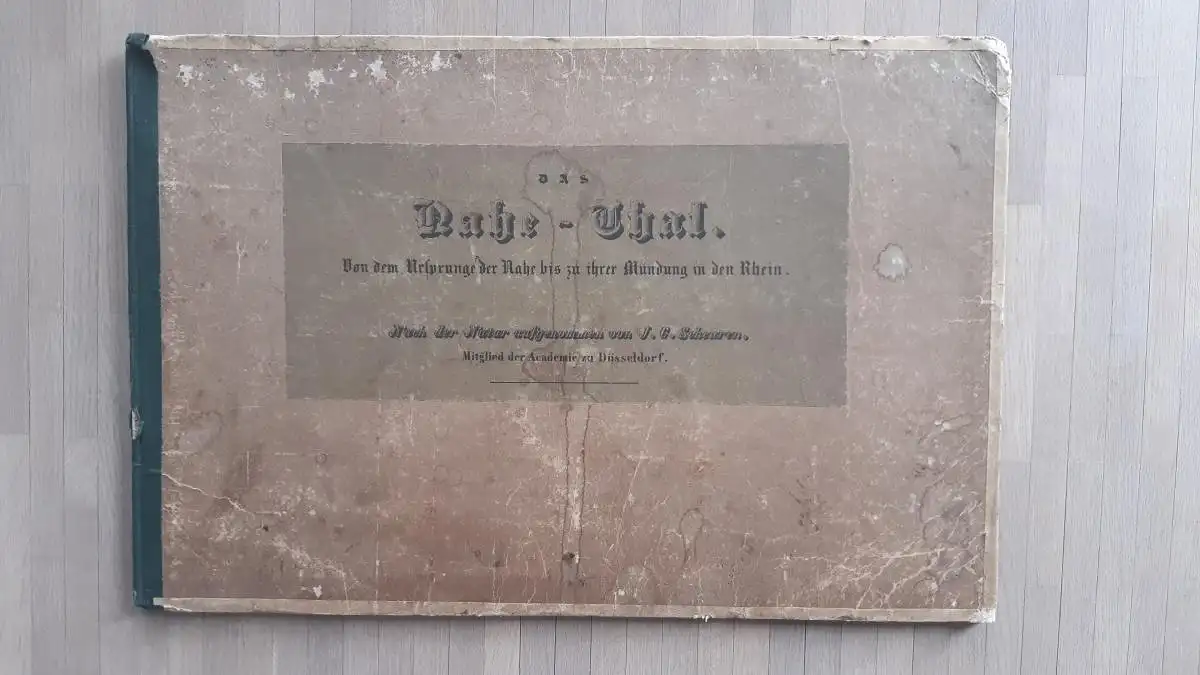 DAS
Nahe-Thal.
Von dem Ursprunge der Nahe bis zu ihrer Mündung in den Rhein.
Nach der Natur aufgenommen von J. C. Scheuren.
Mitglied der Academie zu Düsseldorf.